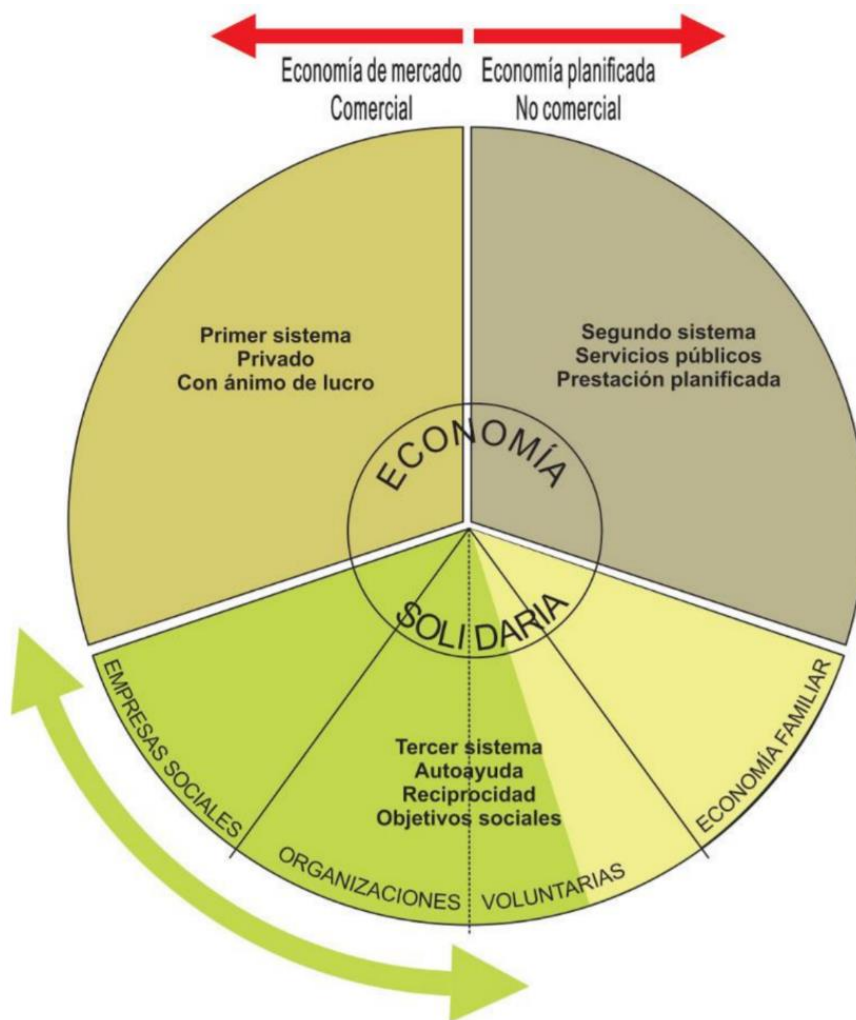 Economía de mercado
Comercial
Economía planificada
No comercial
Primer sistema
Privado
Con ánimo de lucro
Segundo sistema
Servicios públicos
Prestación planificada
ECONOMÍA
SOLIDARIA
Tercer sistema
Autoayuda
Reciprocidad
Objetivos sociales
EMPRESAS SOCIALES
ORGANIZACIONES VOLUNTARIAS
ECONOMÍA FAMILIAR